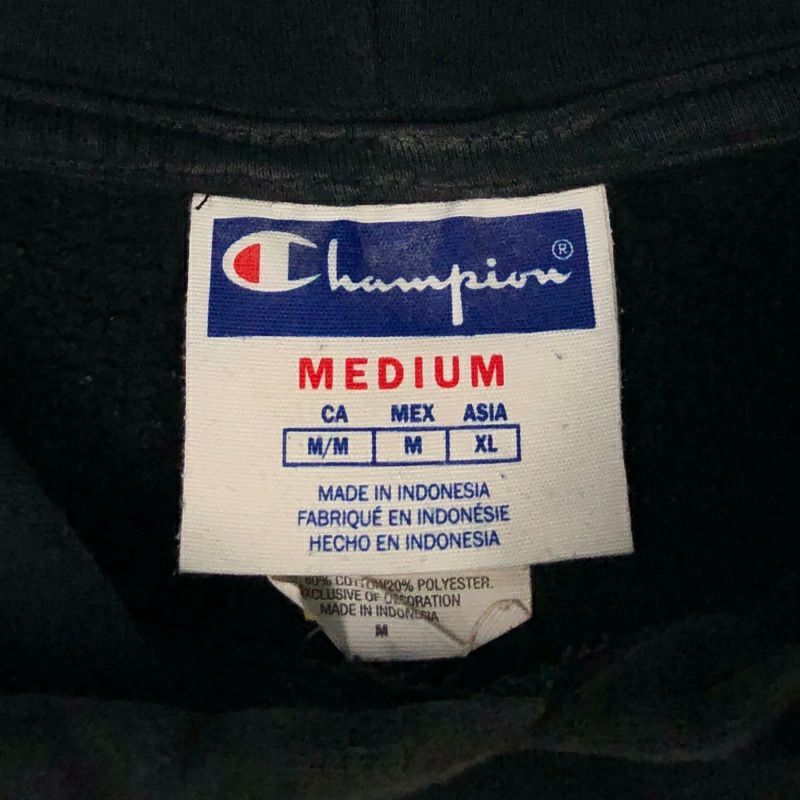 Champion®
MEDIUM
CA MEX ASIA
M/M M XL
MADE IN INDONESIA
FABRIQUÉ EN INDONÉSIE
HECHO EN INDONESIA
80% COTTON/20% POLYESTER.
EXCLUSIVE OF DECORATION
MADE IN INDONESIA
M